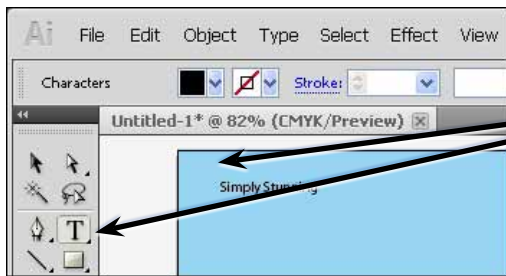 Ai File Edit Object Type Select Effect View
Characters Stroke:
Untitled-1* @ 82% (CMYK/Preview)
Simply Stunning
T